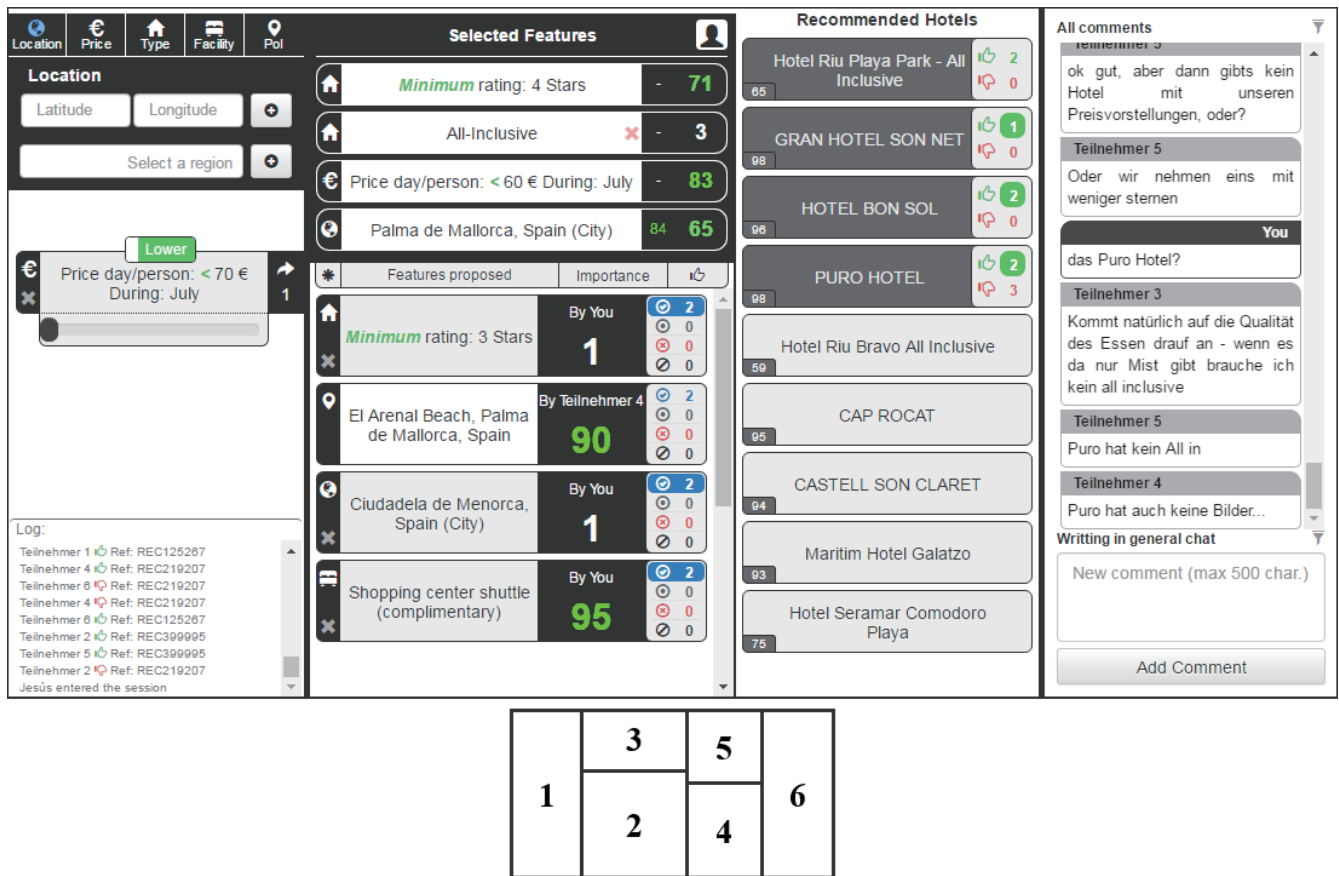 Location
Price
Type
Facility
PoI
Location
Latitude
Longitude
Select a region
Lower
Price day/person: < 70 €
During: July
1
Log:
Teilnehmer 1 Ref: REC125267
Teilnehmer 4 Ref: REC219207
Teilnehmer 6 Ref: REC219207
Teilnehmer 4 Ref: REC219207
Teilnehmer 6 Ref: REC125267
Teilnehmer 2 Ref: REC399995
Teilnehmer 5 Ref: REC399995
Teilnehmer 2 Ref: REC219207
Jesús entered the session
Selected Features
Minimum rating: 4 Stars - 71
All-Inclusive - 3
Price day/person: < 60 € During: July - 83
Palma de Mallorca, Spain (City) 84 65
Features proposed Importance
Minimum rating: 3 Stars
By You
1
2
0
0
0
El Arenal Beach, Palma
de Mallorca, Spain
By Teilnehmer 4
90
2
0
0
0
Ciudadela de Menorca,
Spain (City)
By You
1
2
0
0
0
Shopping center shuttle
(complimentary)
By You
95
2
0
0
0
Recommended Hotels
Hotel Riu Playa Park - All
Inclusive
65
2
0
GRAN HOTEL SON NET
98
1
0
HOTEL BON SOL
96
2
0
PURO HOTEL
98
2
3
Hotel Riu Bravo All Inclusive
59
CAP ROCAT
95
CASTELL SON CLARET
94
Maritim Hotel Galatzo
93
Hotel Seramar Comodoro
Playa
75
All comments
Teilnehmer 5
ok gut, aber dann gibts kein
Hotel mit unseren
Preisvorstellungen, oder?
Teilnehmer 5
Oder wir nehmen eins mit
weniger sternen
You
das Puro Hotel?
Teilnehmer 3
Kommt natürlich auf die Qualität
des Essen drauf an - wenn es
da nur Mist gibt brauche ich
kein all inclusive
Teilnehmer 5
Puro hat kein All in
Teilnehmer 4
Puro hat auch keine Bilder...
Writting in general chat
New comment (max 500 char.)
Add Comment
1
3
2
5
4
6